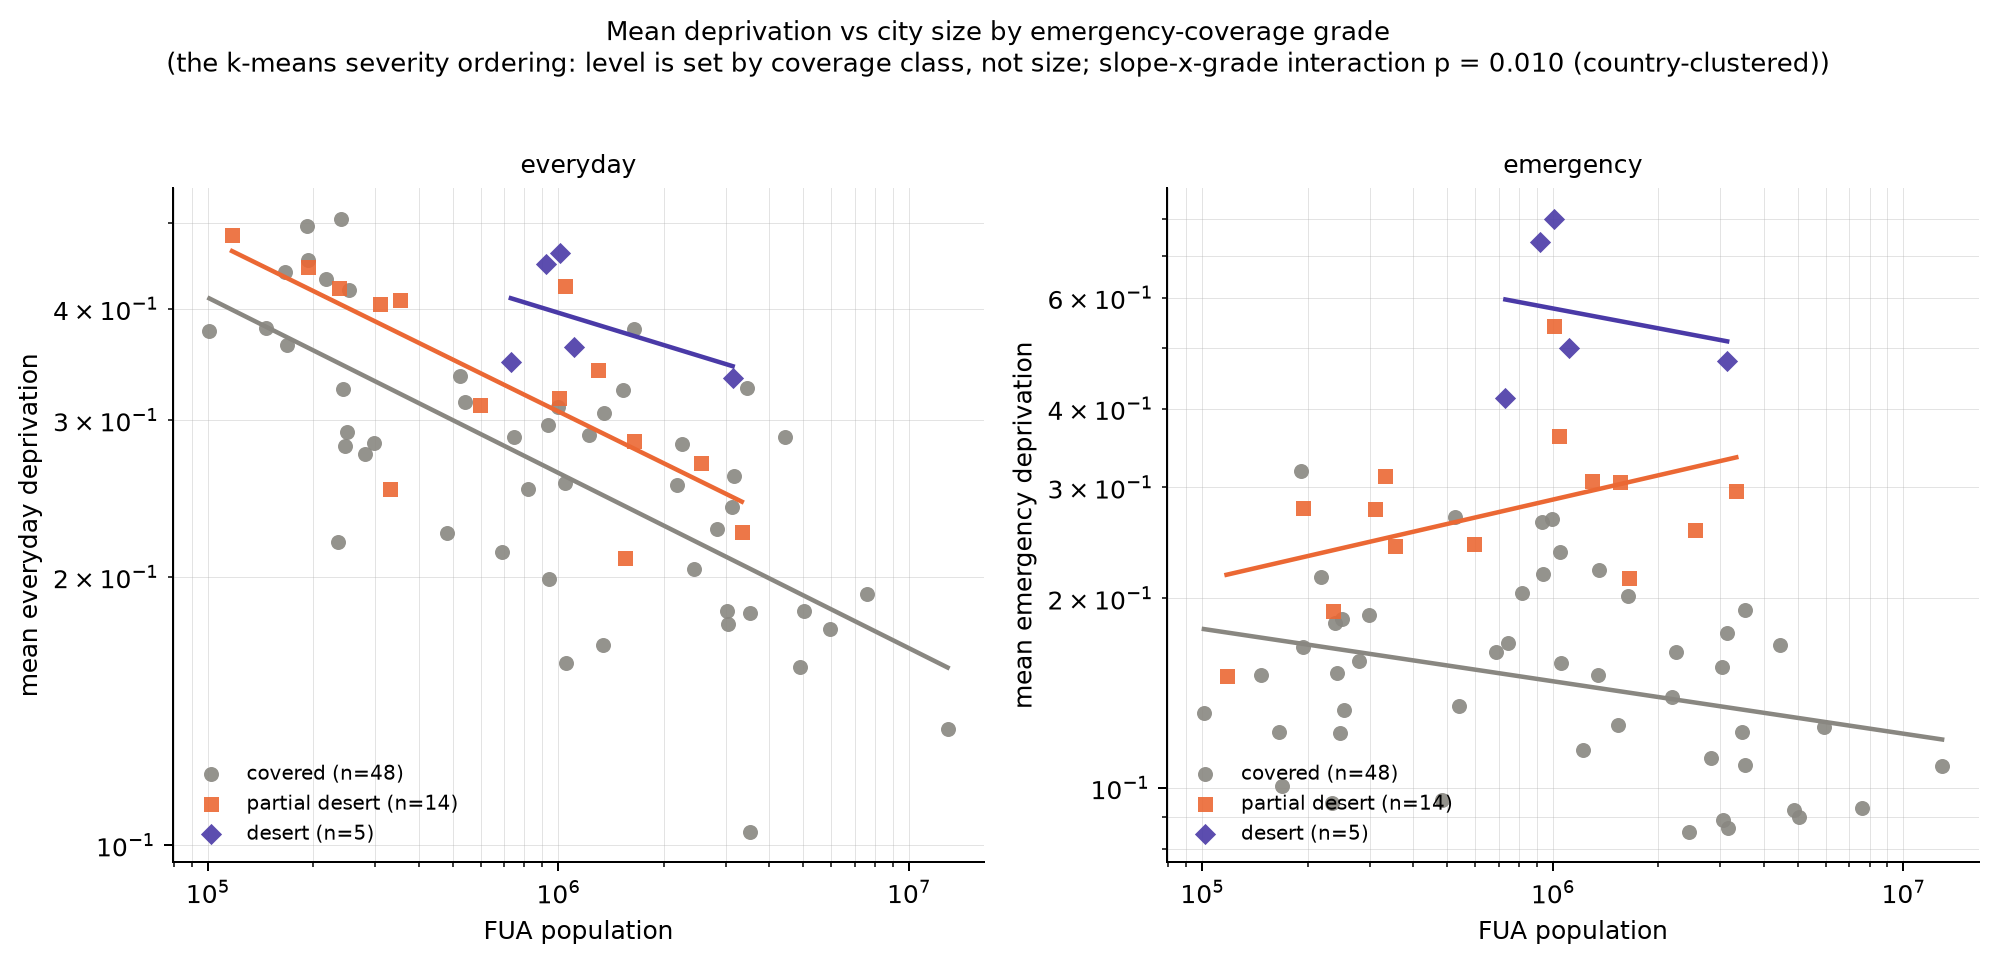 Mean deprivation vs city size by emergency-coverage grade
(the k-means severity ordering: level is set by coverage class, not size; slope-x-grade interaction p = 0.010 (country-clustered))
everyday
mean everyday deprivation
4 × 10⁻¹
3 × 10⁻¹
2 × 10⁻¹
10⁻¹
covered (n=48)
partial desert (n=14)
desert (n=5)
10⁵
10⁶
10⁷
FUA population
emergency
mean emergency deprivation
6 × 10⁻¹
4 × 10⁻¹
3 × 10⁻¹
2 × 10⁻¹
10⁻¹
covered (n=48)
partial desert (n=14)
desert (n=5)
10⁵
10⁶
10⁷
FUA population